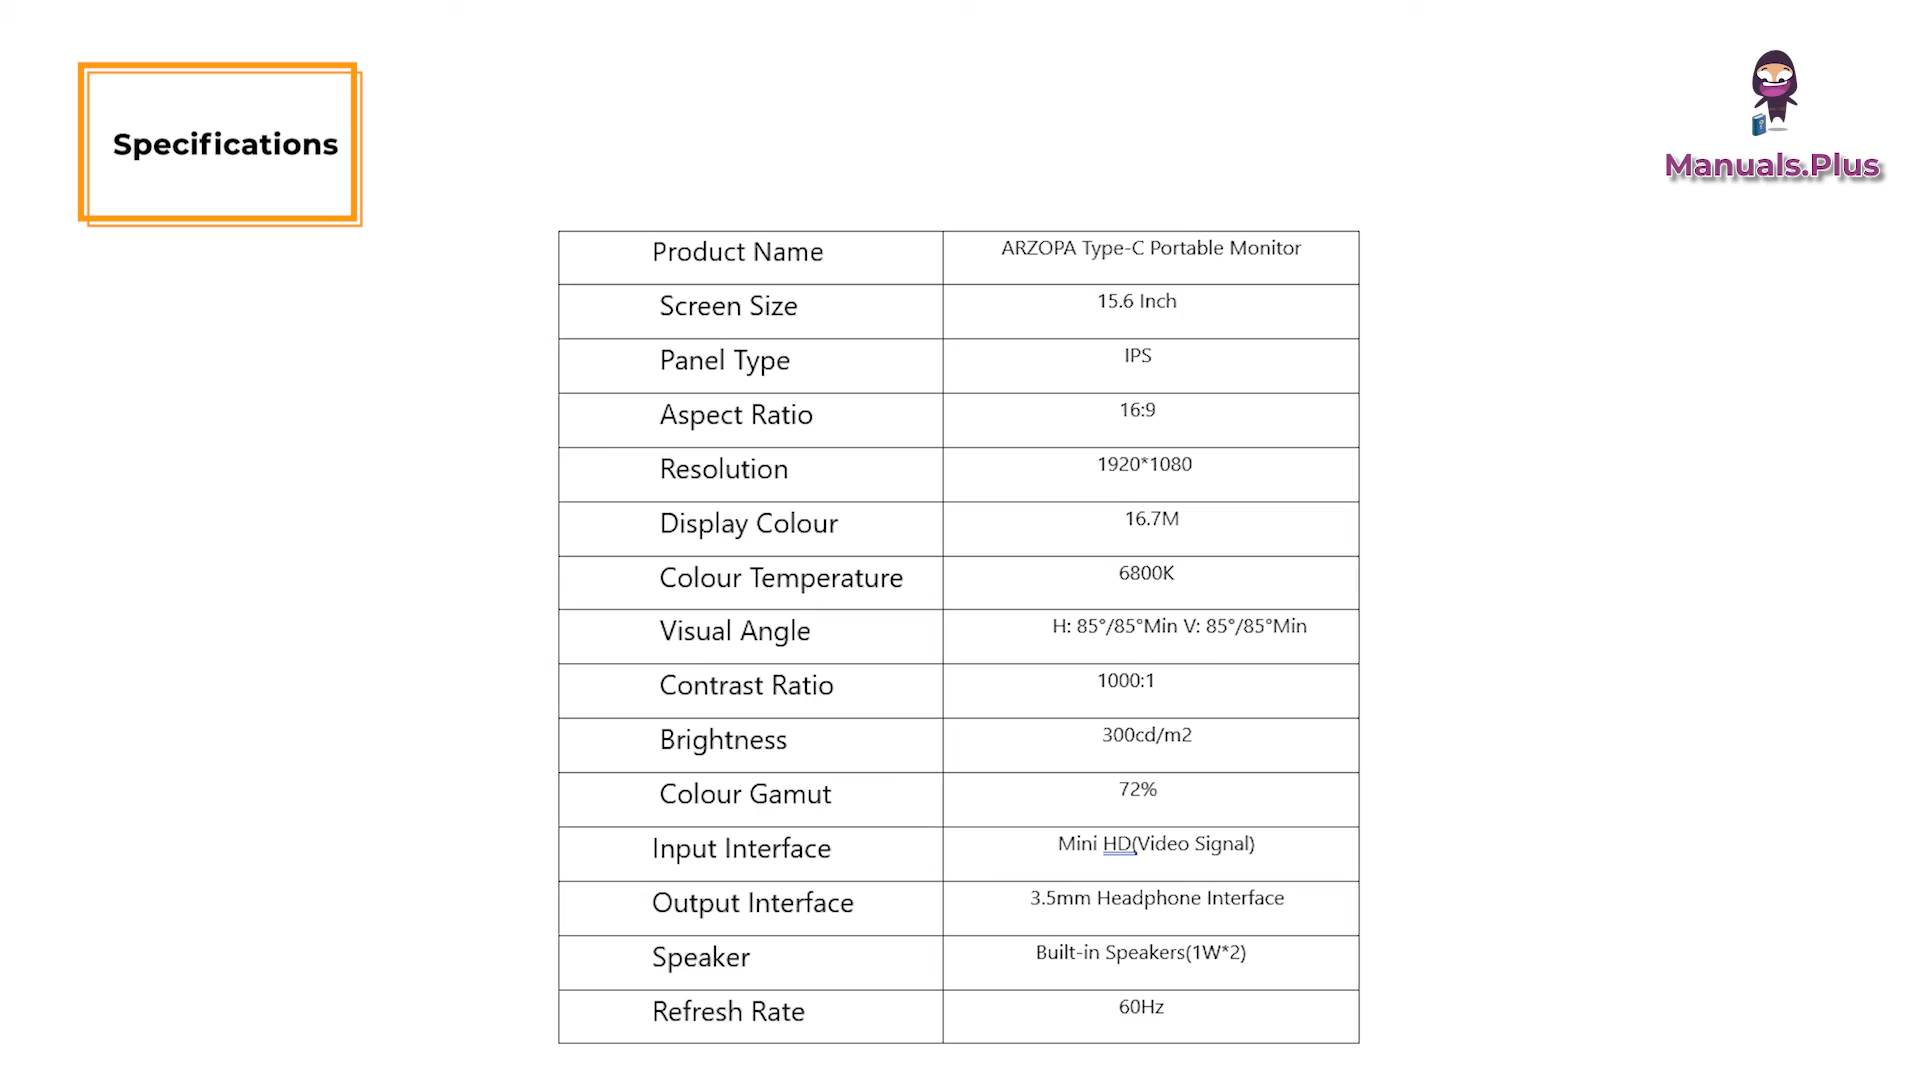 Specifications
Manuals.Plus
Product Name ARZOPA Type-C Portable Monitor
Screen Size 15.6 Inch
Panel Type IPS
Aspect Ratio 16:9
Resolution 1920*1080
Display Colour 16.7M
Colour Temperature 6800K
Visual Angle H: 85°/85°Min V: 85°/85°Min
Contrast Ratio 1000:1
Brightness 300cd/m2
Colour Gamut 72%
Input Interface Mini HD(Video Signal)
Output Interface 3.5mm Headphone Interface
Speaker Built-in Speakers(1W*2)
Refresh Rate 60Hz